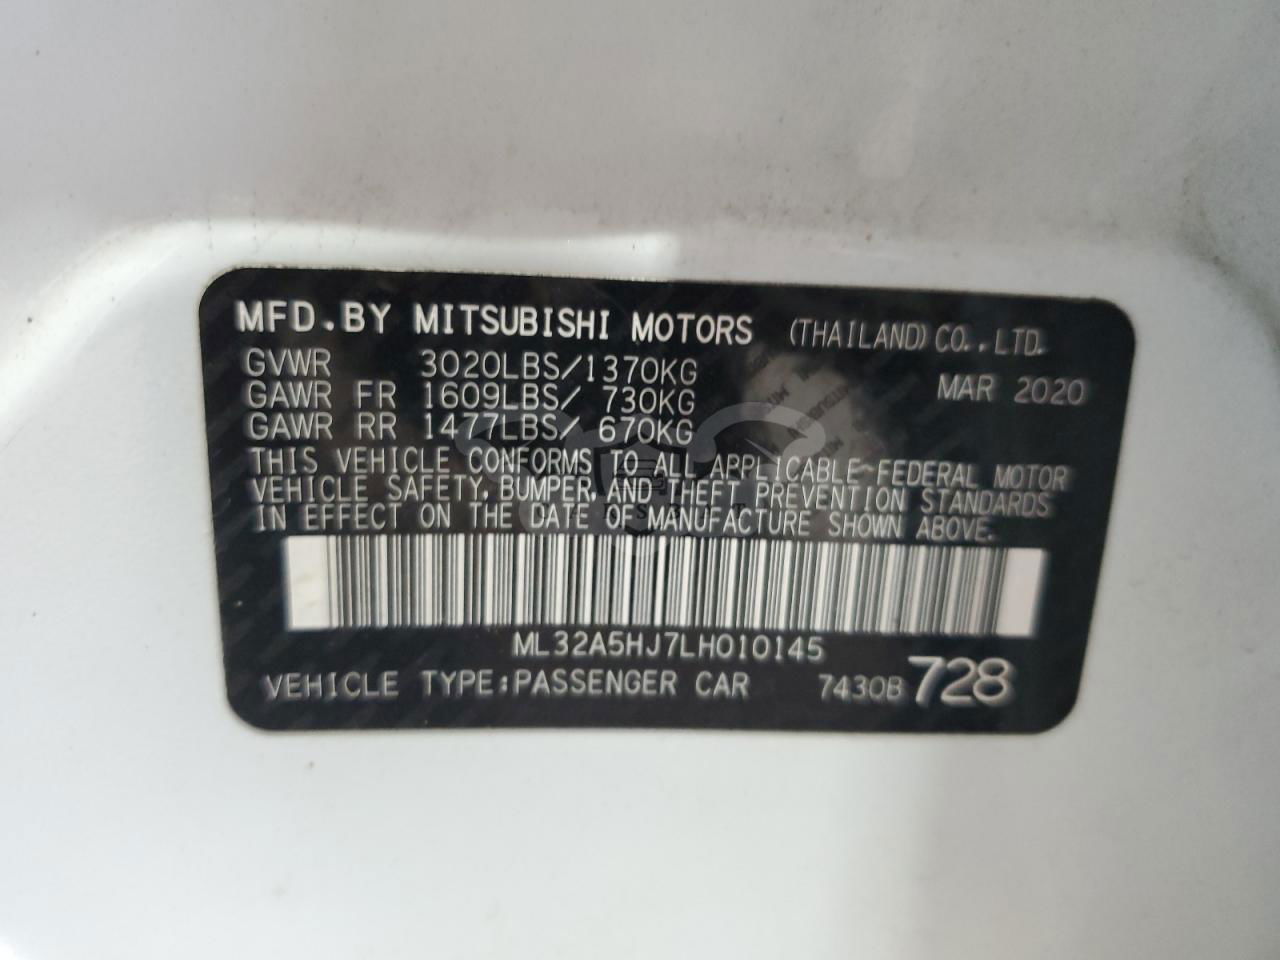 MFD.BY MITSUBISHI MOTORS (THAILAND) CO.,LTD.
GVWR 3020LBS/1370KG MAR 2020
GAWR FR 1609LBS/ 730KG
GAWR RR 1477LBS/ 670KG
THIS VEHICLE CONFORMS TO ALL APPLICABLE FEDERAL MOTOR
VEHICLE SAFETY, BUMPER, AND THEFT PREVENTION STANDARDS
IN EFFECT ON THE DATE OF MANUFACTURE SHOWN ABOVE.
ML32A5HJ7LH010145
VEHICLE TYPE:PASSENGER CAR 7430B 728